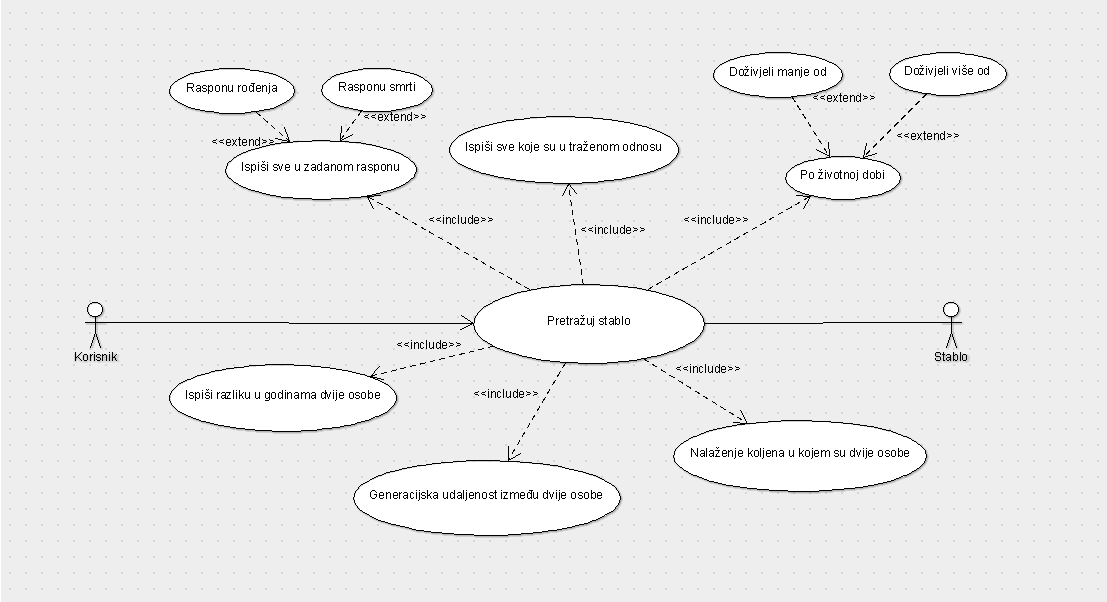 Rasponu rođenja
Rasponu smrti
Doživjeli manje od
Doživjeli više od
<<extend>>
<<extend>>
<<extend>>
<<extend>>
Ispiši sve u zadanom rasponu
Ispiši sve koje su u traženom odnosu
Po životnoj dobi
<<include>>
<<include>>
<<include>>
Pretražuj stablo
Korisnik
Stablo
<<include>>
<<include>>
<<include>>
Ispiši razliku u godinama dvije osobe
Nalaženje koljena u kojem su dvije osobe
Generacijska udaljenost između dvije osobe